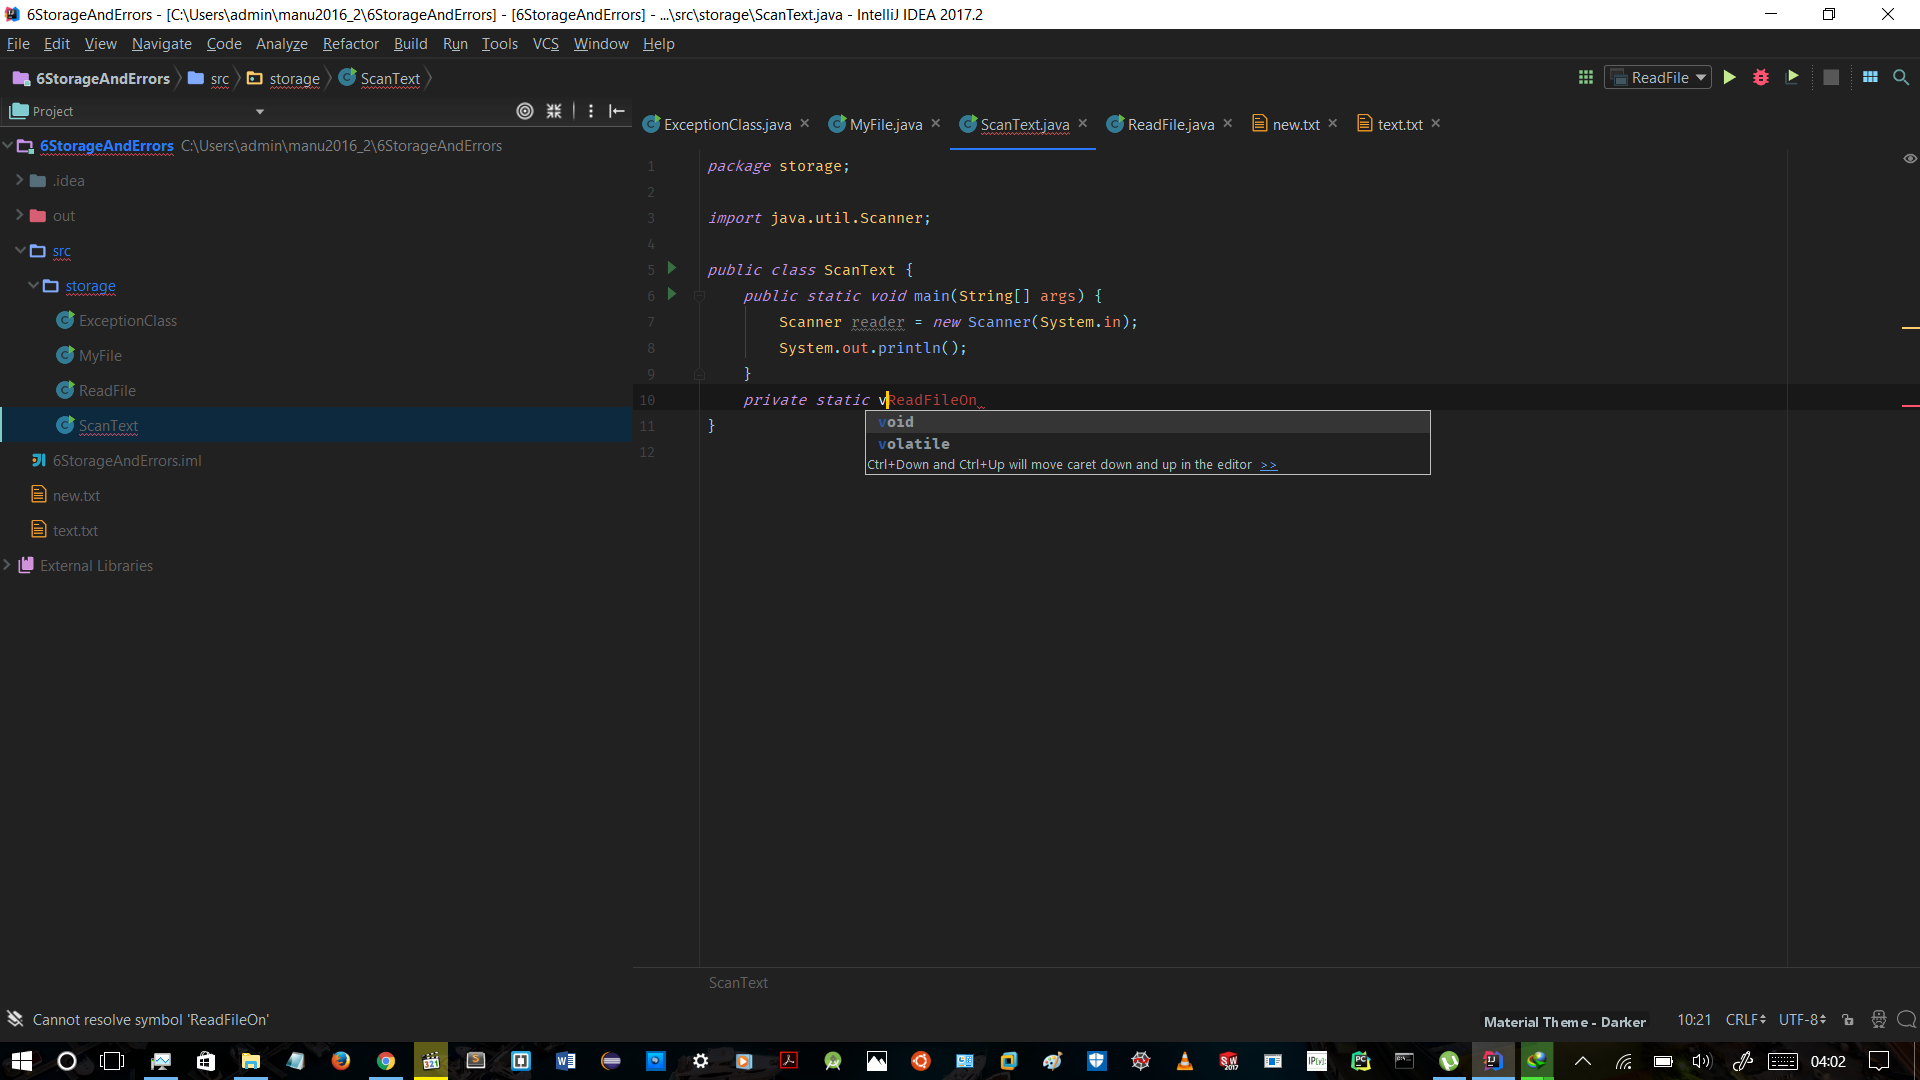 6StorageAndErrors - [C:\Users\admin\manu2016_2\6StorageAndErrors] - [6StorageAndErrors] - ...\src\storage\ScanText.java - IntelliJ IDEA 2017.2
File Edit View Navigate Code Analyze Refactor Build Run Tools VCS Window Help
6StorageAndErrors src storage ScanText ReadFile
Project
ExceptionClass.java MyFile.java ScanText.java ReadFile.java new.txt text.txt
6StorageAndErrors C:\Users\admin\manu2016_2\6StorageAndErrors
.idea
out
src
storage
ExceptionClass
MyFile
ReadFile
ScanText
6StorageAndErrors.iml
new.txt
text.txt
External Libraries
1 package storage;
2
3 import java.util.Scanner;
4
5 public class ScanText {
6 public static void main(String[] args) {
7 Scanner reader = new Scanner(System.in);
8 System.out.println();
9 }
10 private static vReadFileOn
11 }
12
void
volatile
Ctrl+Down and Ctrl+Up will move caret down and up in the editor >>
ScanText
Cannot resolve symbol 'ReadFileOn'
Material Theme - Darker 10:21 CRLF UTF-8
04:02